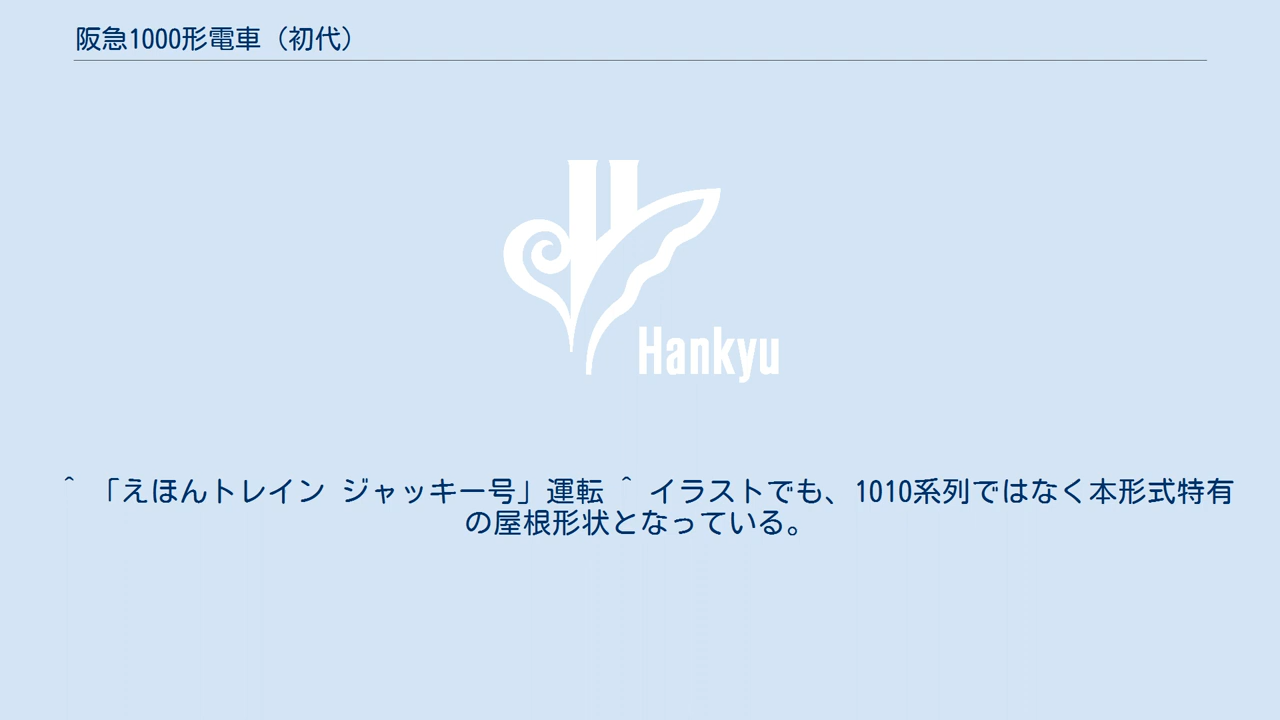 阪急1000形電車（初代）
Hankyu
^ 「えほんトレイン ジャッキー号」運転 ^ イラストでも、1010系列ではなく本形式特有
の屋根形状となっている。